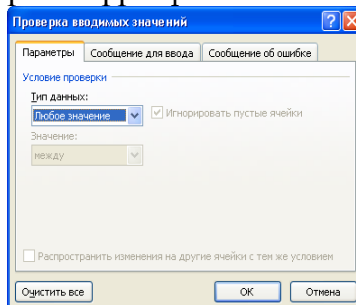 Проверка вводимых значений
Параметры Сообщение для ввода Сообщение об ошибке
Условие проверки
Тип данных:
Любое значение Игнорировать пустые ячейки
Значение:
между
Распространить изменения на другие ячейки с тем же условием
Очистить все ОК Отмена